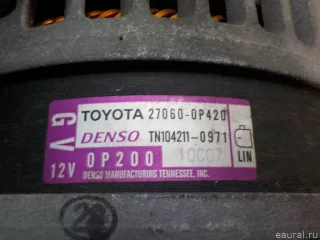 TOYOTA 27060-0P420
GV DENSO TN104211-0971
12V 0P200 10C07 LIN
DENSO MANUFACTURING TENNESSEE, INC.
eaural.ru©